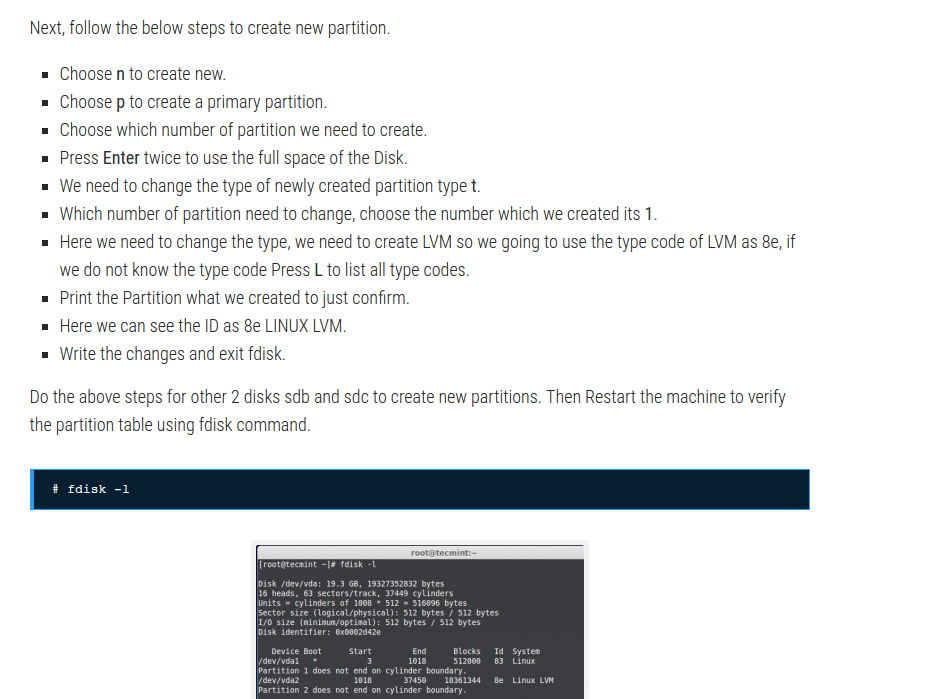 Next, follow the below steps to create new partition.
Choose n to create new.
Choose p to create a primary partition.
Choose which number of partition we need to create.
Press Enter twice to use the full space of the Disk.
We need to change the type of newly created partition type t.
Which number of partition need to change, choose the number which we created its 1.
Here we need to change the type, we need to create LVM so we going to use the type code of LVM as 8e, if
we do not know the type code Press L to list all type codes.
Print the Partition what we created to just confirm.
Here we can see the ID as 8e LINUX LVM.
Write the changes and exit fdisk.
Do the above steps for other 2 disks sdb and sdc to create new partitions. Then Restart the machine to verify
the partition table using fdisk command.
# fdisk -l
root@tecmint:~
[root@tecmint ~]# fdisk -l
Disk /dev/vda: 19.3 GB, 19327352832 bytes
16 heads, 63 sectors/track, 37449 cylinders
Units = cylinders of 1008 * 512 = 516096 bytes
Sector size (logical/physical): 512 bytes / 512 bytes
I/O size (minimum/optimal): 512 bytes / 512 bytes
Disk identifier: 0x0002d42e
Device Boot Start End Blocks Id System
/dev/vda1 * 3 1018 512000 83 Linux
Partition 1 does not end on cylinder boundary.
/dev/vda2 1018 37450 18361344 8e Linux LVM
Partition 2 does not end on cylinder boundary.